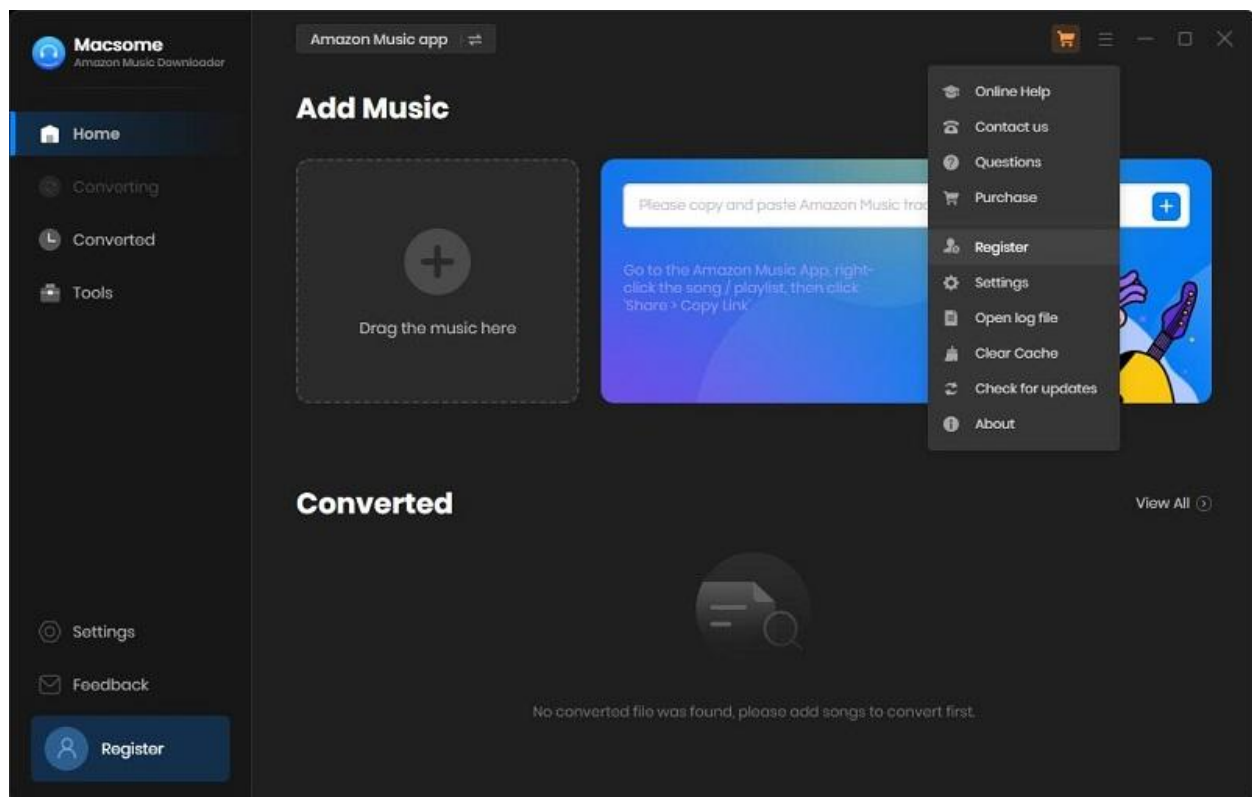 Macsome
Amazon Music Downloader
Home
Converting
Converted
Tools
Settings
Feedback
Register
Amazon Music app
Add Music
Drag the music here
Please copy and paste Amazon Music trac
Go to the Amazon Music App, right-
click the song / playlist, then click
'Share > Copy Link'
Online Help
Contact us
Questions
Purchase
Register
Settings
Open log file
Clear Cache
Check for updates
About
Converted
View All
No converted file was found, please add songs to convert first.